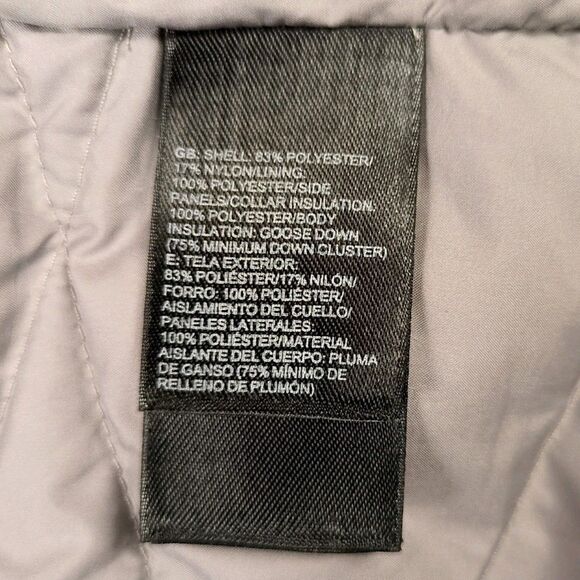 GB: SHELL: 83% POLYESTER/
17% NYLON/LINING:
100% POLYESTER/SIDE
PANELS/COLLAR INSULATION:
100% POLYESTER/BODY
INSULATION: GOOSE DOWN
(75% MINIMUM DOWN CLUSTER)
E: TELA EXTERIOR:
83% POLIÉSTER/17% NILÓN/
FORRO: 100% POLIÉSTER/
AISLAMIENTO DEL CUELLO/
PANELES LATERALES:
100% POLIÉSTER/MATERIAL
AISLANTE DEL CUERPO: PLUMA
DE GANSO (75% MÍNIMO DE
RELLENO DE PLUMÓN)